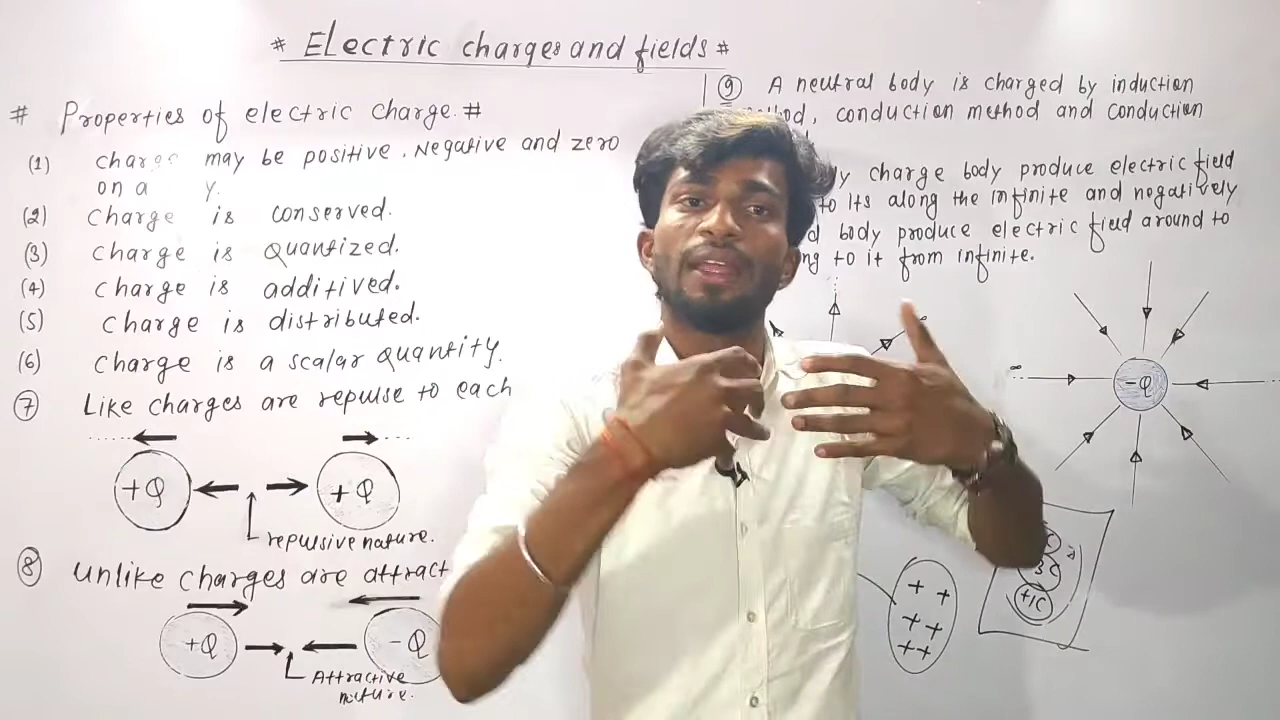 * Electric charges and fields *
# Properties of electric charge. #
(1) charge may be positive, Negative and zero
on a y.
(2) charge is conserved.
(3) charge is Quantized.
(4) charge is additived.
(5) charge is distributed.
(6) charge is a scalar quantity.
(7) Like charges are repulse to each
+Q +Q
repulsive nature.
(8) Unlike charges are attract
+Q -Q
Attractive
nature.
(9) A neutral body is charged by induction
od, conduction method and conduction
ly charge body produce electric field
to its along the infinite and negatively
d body produce electric field around to
ng to it from infinite.
∞
∞ -Q
+ +
+ +
+ +
3C
+1C